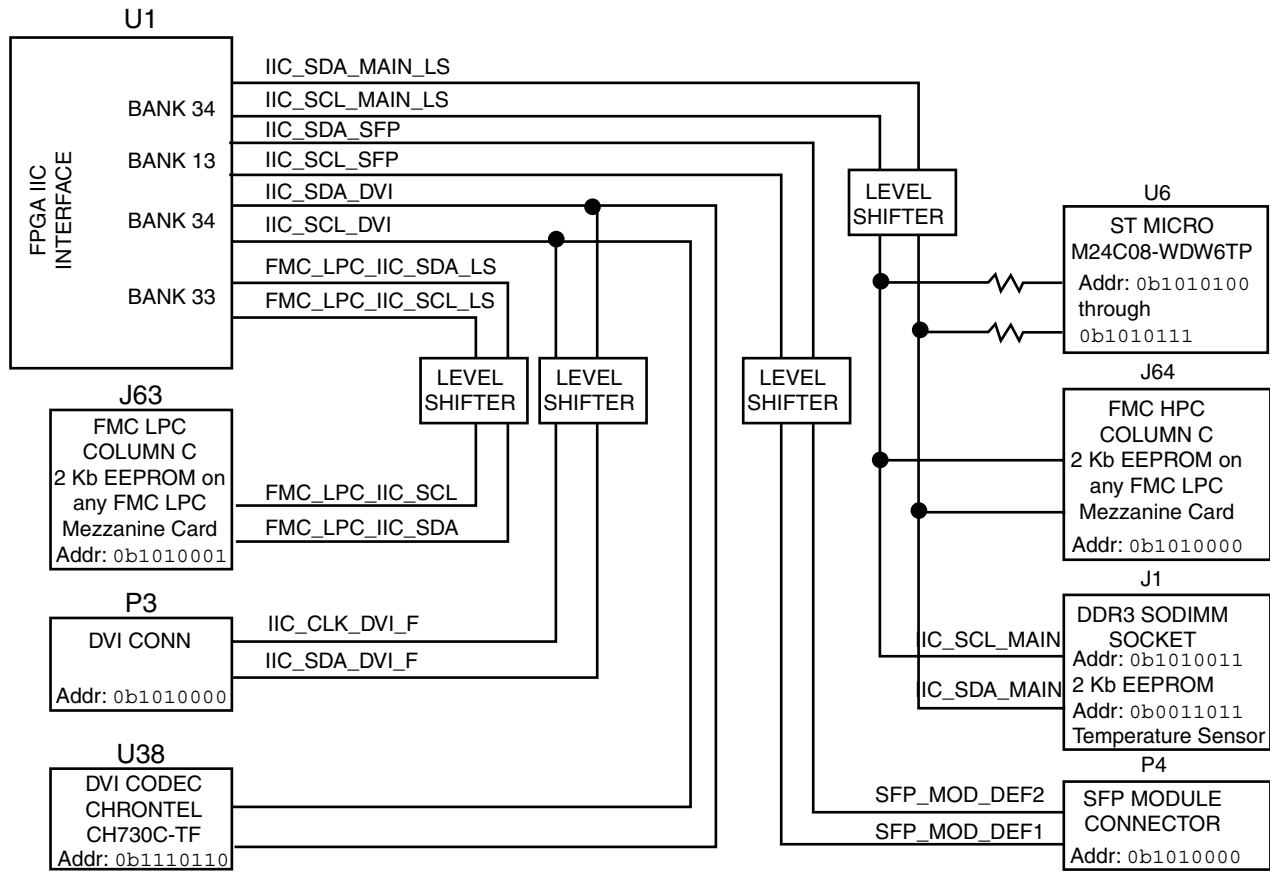 U1
FPGA IIC
INTERFACE
BANK 34
BANK 13
BANK 34
BANK 33
IIC_SDA_MAIN_LS
IIC_SCL_MAIN_LS
IIC_SDA_SFP
IIC_SCL_SFP
IIC_SDA_DVI
IIC_SCL_DVI
FMC_LPC_IIC_SDA_LS
FMC_LPC_IIC_SCL_LS
LEVEL
SHIFTER
LEVEL
SHIFTER
LEVEL
SHIFTER
LEVEL
SHIFTER
J63
FMC LPC
COLUMN C
2 Kb EEPROM on
any FMC LPC
Mezzanine Card
Addr: 0b1010001
FMC_LPC_IIC_SCL
FMC_LPC_IIC_SDA
P3
DVI CONN
Addr: 0b1010000
IIC_CLK_DVI_F
IIC_SDA_DVI_F
U38
DVI CODEC
CHRONTEL
CH730C-TF
Addr: 0b1110110
U6
ST MICRO
M24C08-WDW6TP
Addr: 0b1010100
through
0b1010111
J64
FMC HPC
COLUMN C
2 Kb EEPROM on
any FMC LPC
Mezzanine Card
Addr: 0b1010000
J1
DDR3 SODIMM
SOCKET
Addr: 0b1010011
2 Kb EEPROM
Addr: 0b0011011
Temperature Sensor
IIC_SCL_MAIN
IIC_SDA_MAIN
P4
SFP MODULE
CONNECTOR
Addr: 0b1010000
SFP_MOD_DEF2
SFP_MOD_DEF1